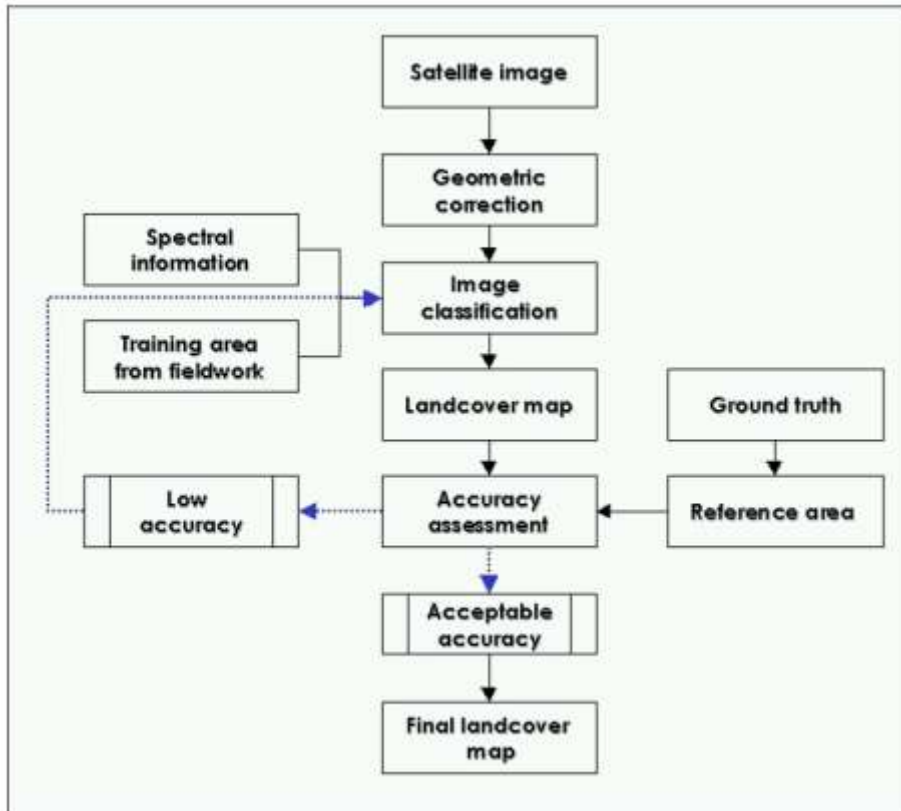 Satellite image
Geometric
correction
Spectral
information
Image
classification
Training area
from fieldwork
Landcover map
Ground truth
Low
accuracy
Accuracy
assessment
Reference area
Acceptable
accuracy
Final landcover
map